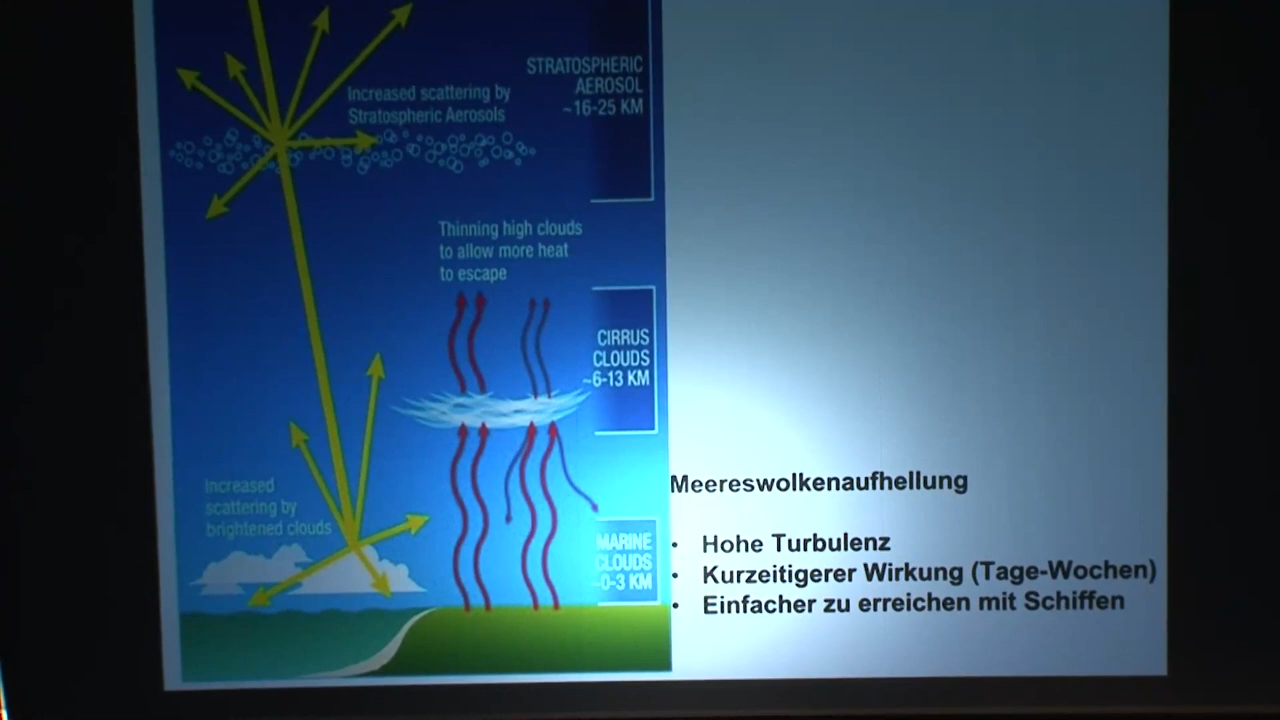 STRATOSPHERIC
AEROSOL
~16-25 KM
Increased scattering by
Stratospheric Aerosols
Thinning high clouds
to allow more heat
to escape
CIRRUS
CLOUDS
~6-13 KM
Increased
scattering by
brightened clouds
MARINE
CLOUDS
~0-3 KM
Meereswolkenaufhellung
• Hohe Turbulenz
• Kurzeitigerer Wirkung (Tage-Wochen)
• Einfacher zu erreichen mit Schiffen